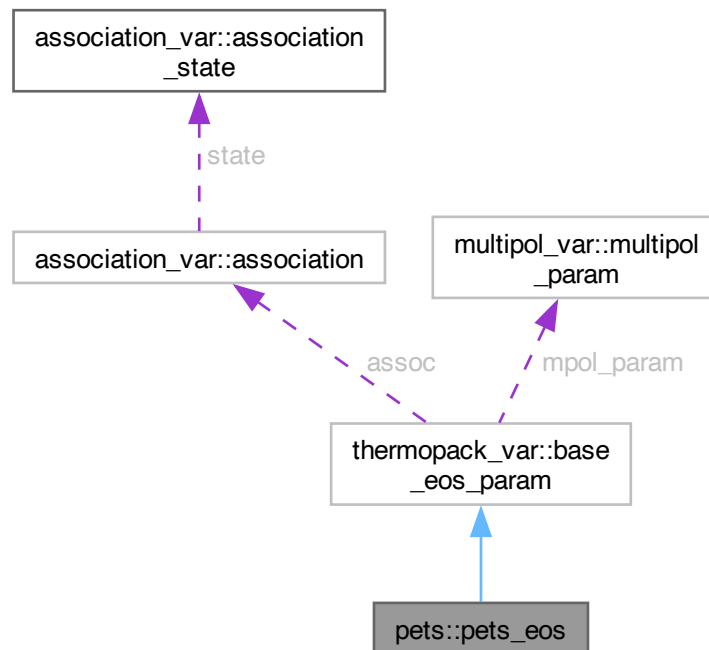 association_var::association
_state
state
association_var::association
multipol_var::multipol
_param
assoc
mpol_param
thermopack_var::base
_eos_param
pets::pets_eos